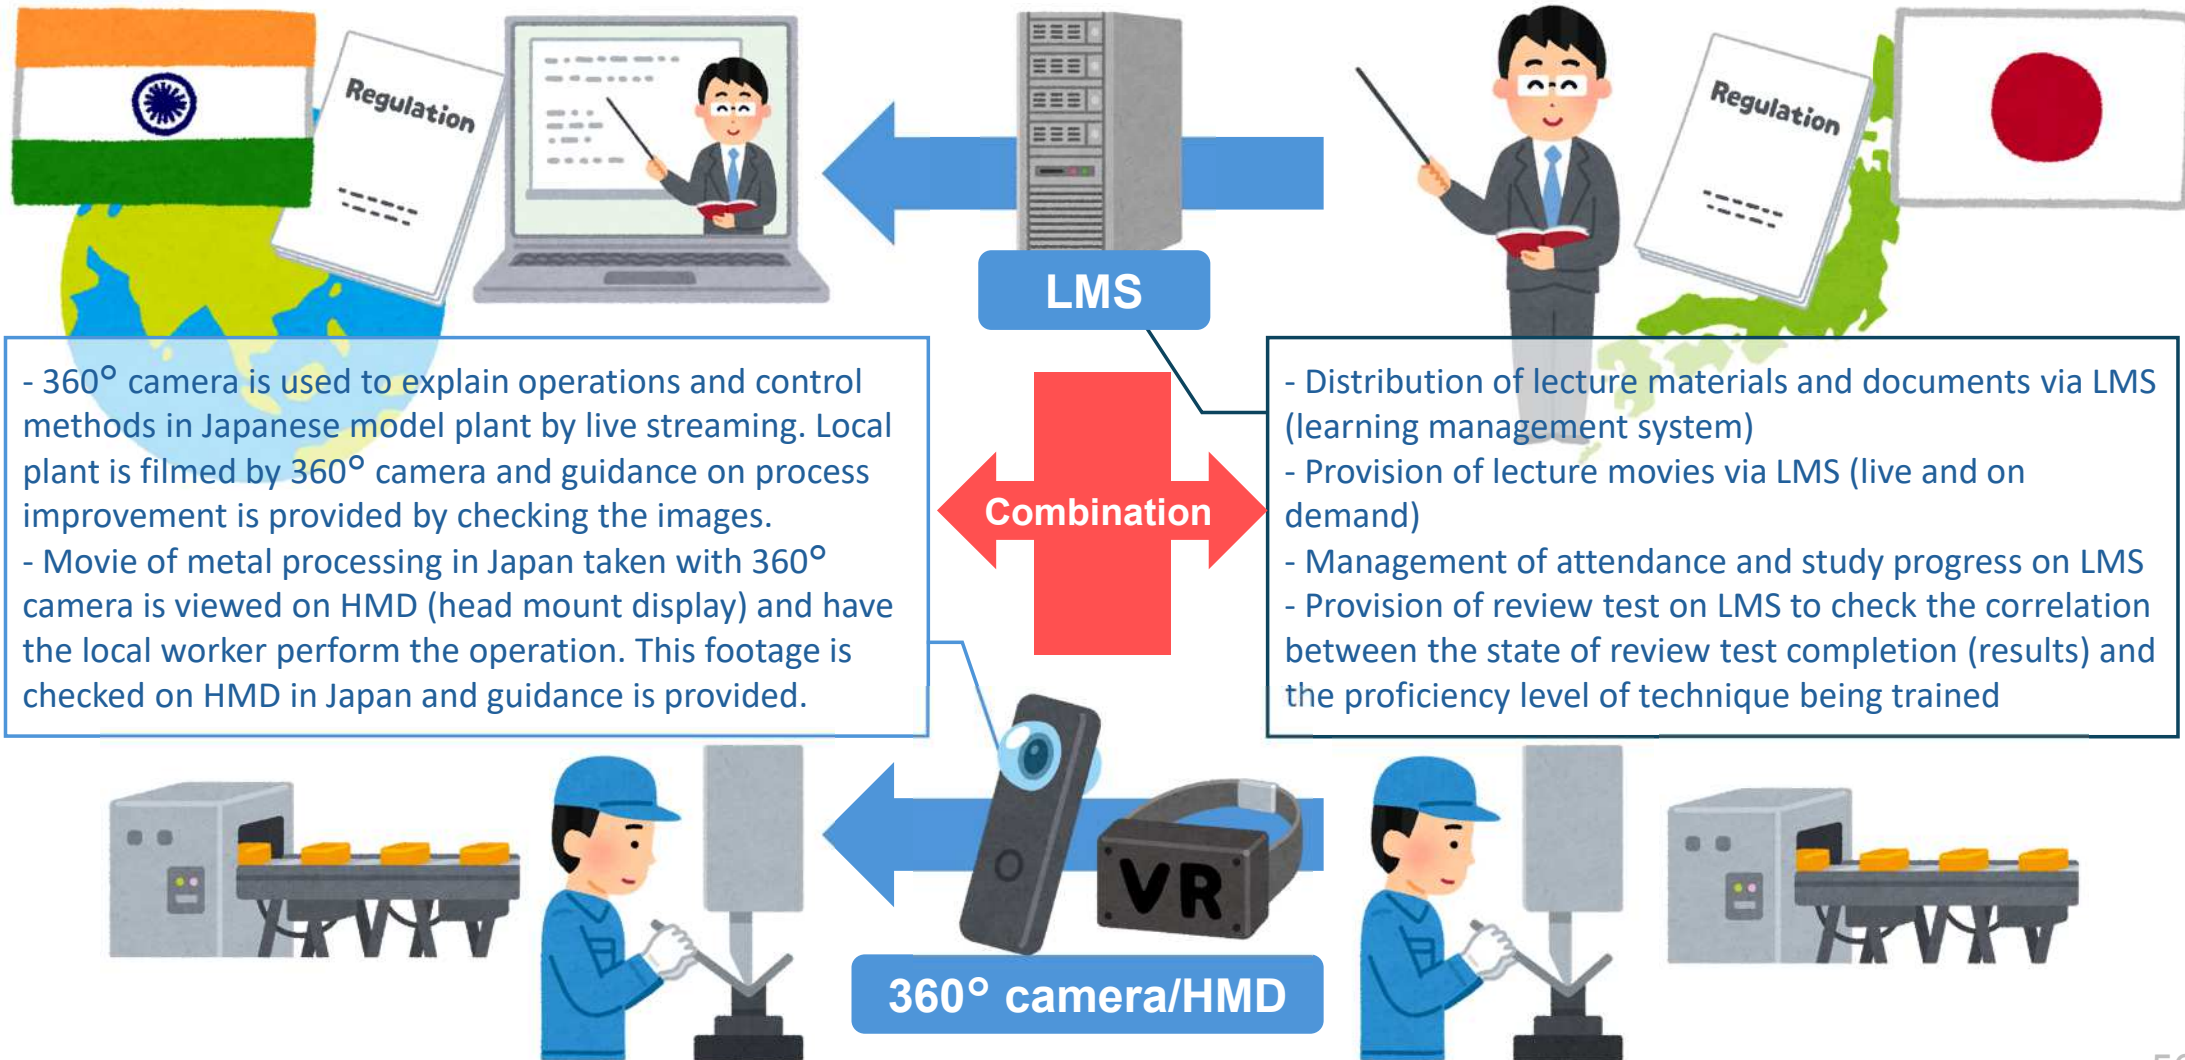 Regulation
LMS
Regulation
- 360° camera is used to explain operations and control
methods in Japanese model plant by live streaming. Local
plant is filmed by 360° camera and guidance on process
improvement is provided by checking the images.
- Movie of metal processing in Japan taken with 360°
camera is viewed on HMD (head mount display) and have
the local worker perform the operation. This footage is
checked on HMD in Japan and guidance is provided.
Combination
- Distribution of lecture materials and documents via LMS
(learning management system)
- Provision of lecture movies via LMS (live and on
demand)
- Management of attendance and study progress on LMS
- Provision of review test on LMS to check the correlation
between the state of review test completion (results) and
the proficiency level of technique being trained
VR
360° camera/HMD